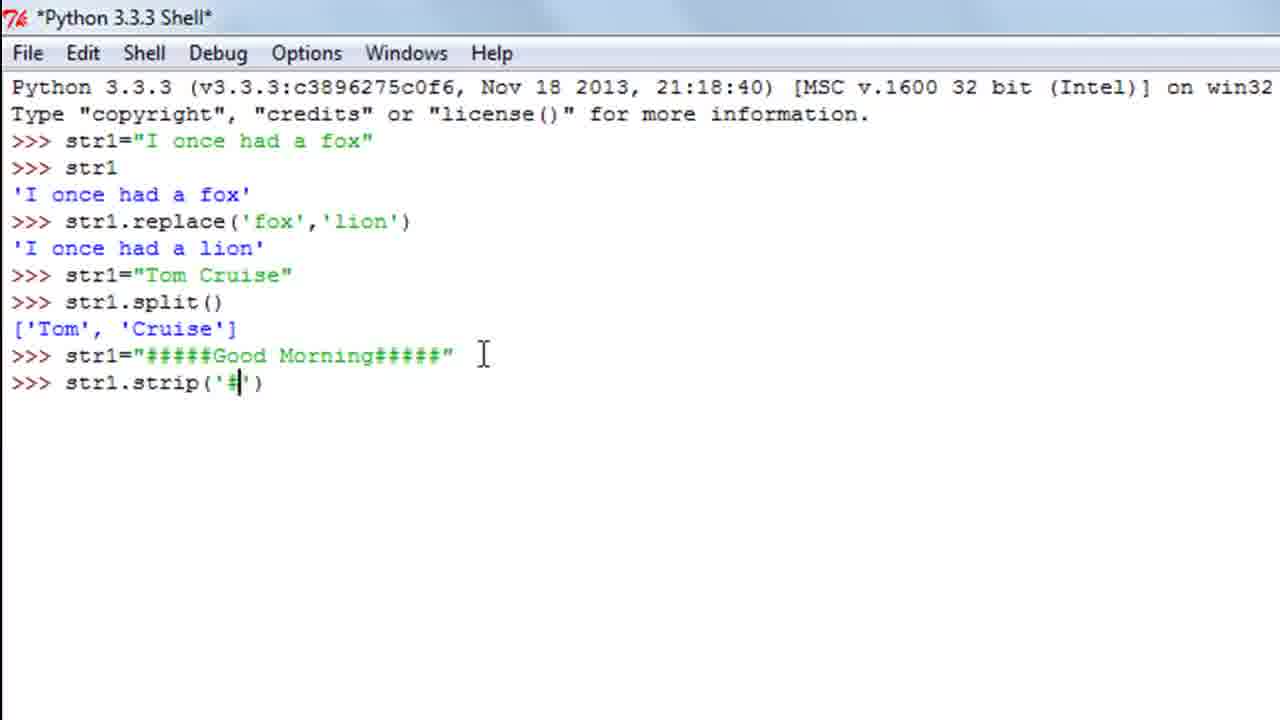 *Python 3.3.3 Shell*
File Edit Shell Debug Options Windows Help
Python 3.3.3 (v3.3.3:c3896275c0f6, Nov 18 2013, 21:18:40) [MSC v.1600 32 bit (Intel)] on win32
Type "copyright", "credits" or "license()" for more information.
>>> str1="I once had a fox"
>>> str1
'I once had a fox'
>>> str1.replace('fox','lion')
'I once had a lion'
>>> str1="Tom Cruise"
>>> str1.split()
['Tom', 'Cruise']
>>> str1="#####Good Morning#####"
>>> str1.strip('#')